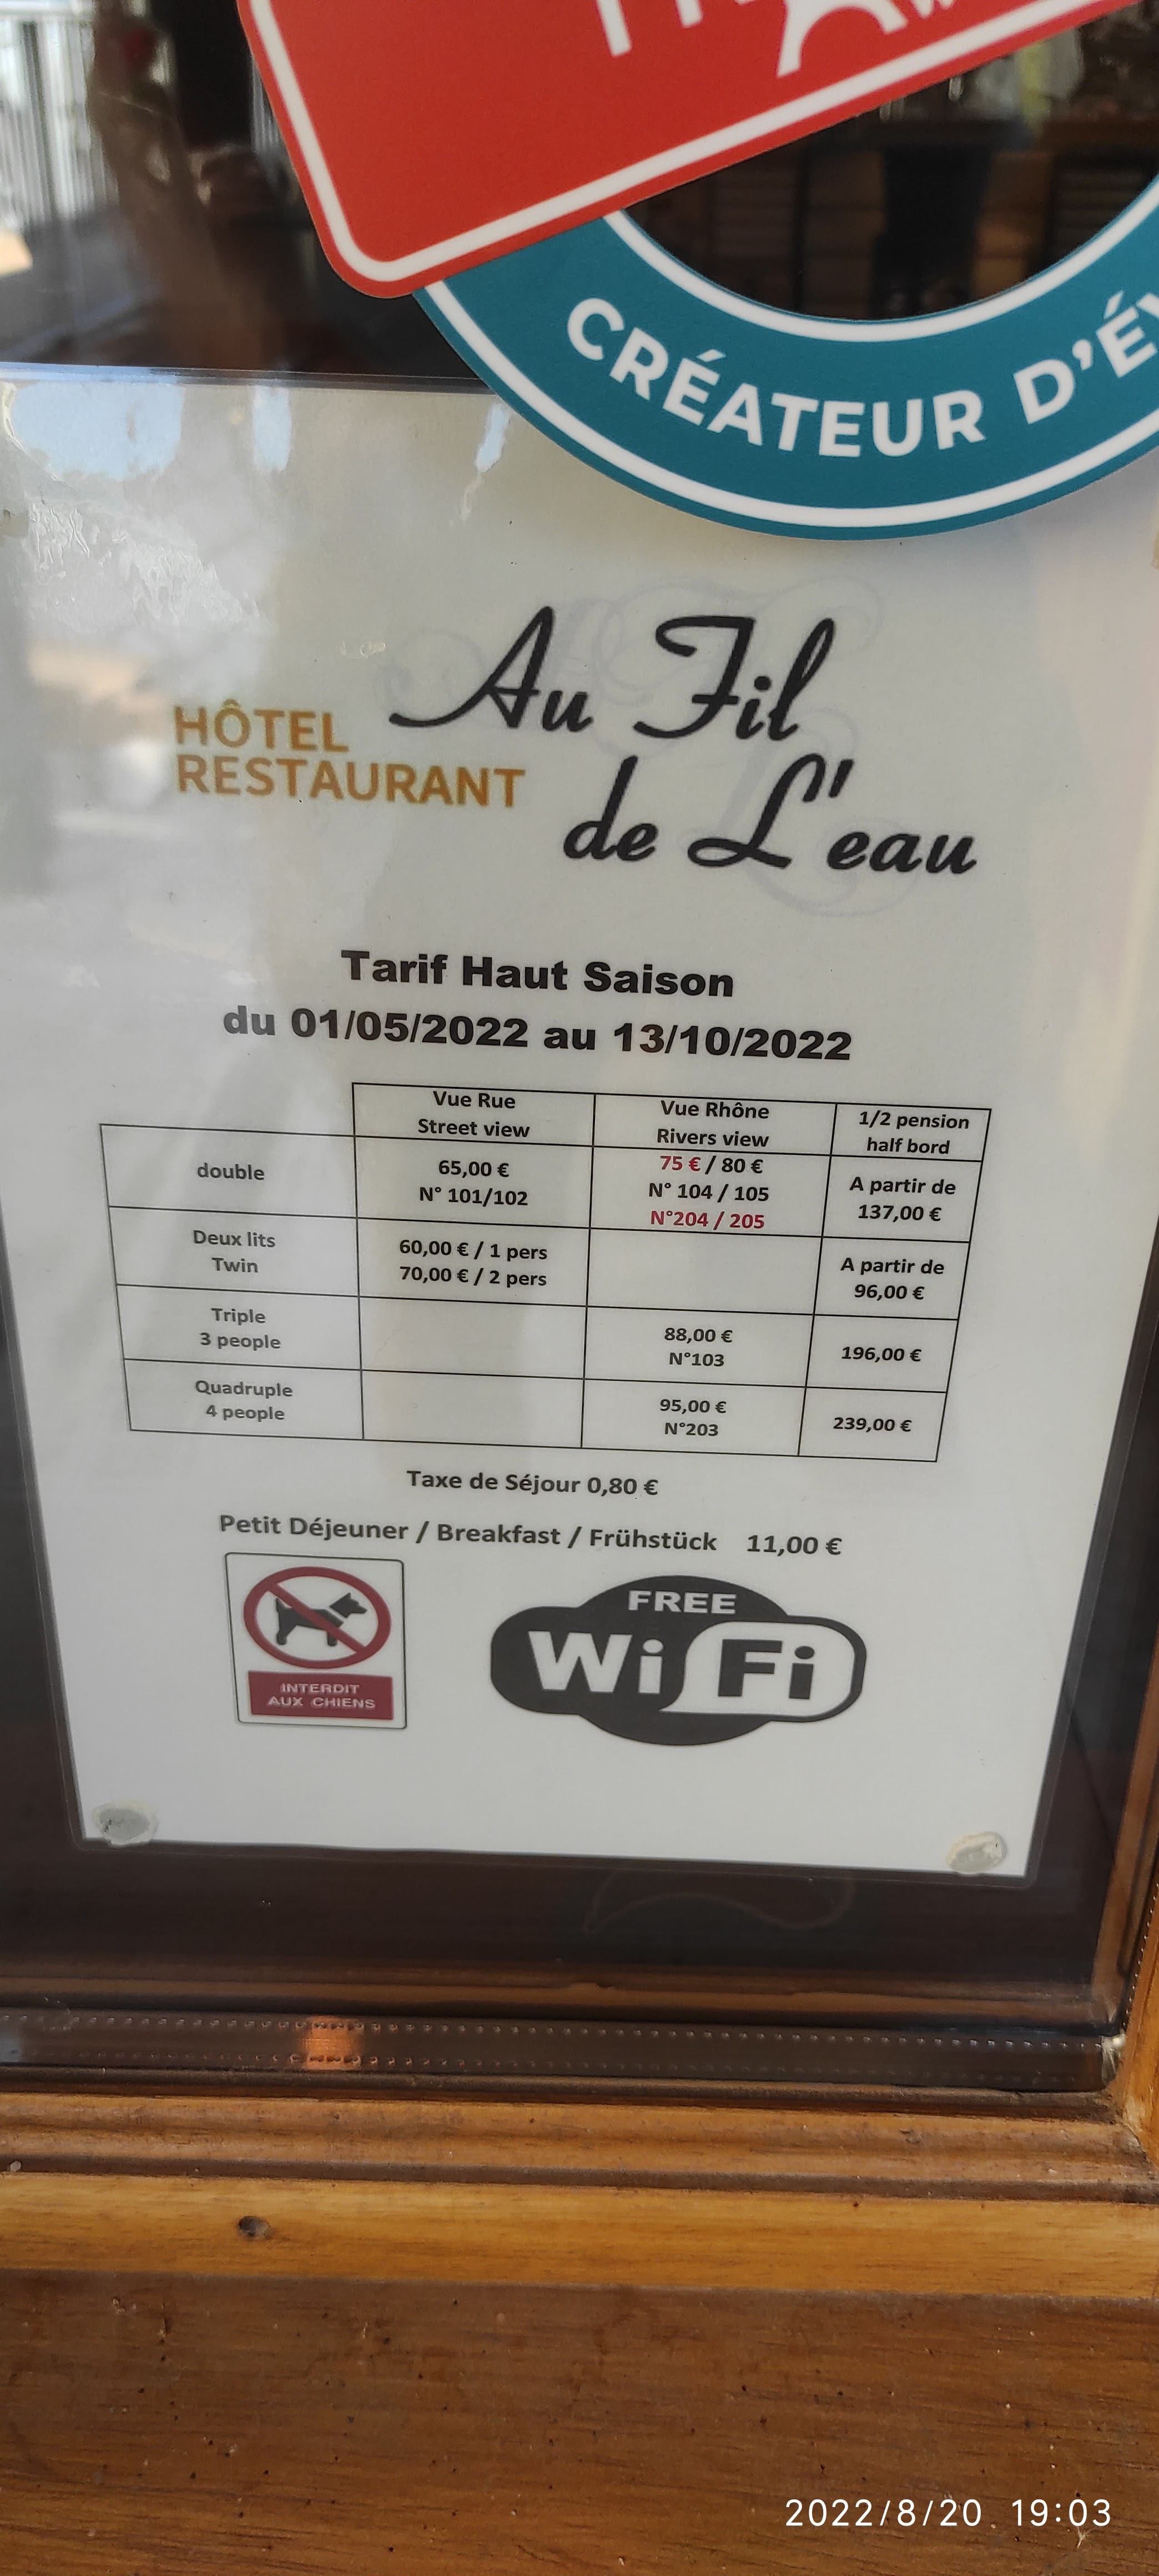 CRÉATEUR D'ÉV
Au Fil
HÔTEL
RESTAURANT
de L'eau
Tarif Haut Saison
du 01/05/2022 au 13/10/2022
Vue Rue
Street view
Vue Rhône
Rivers view
1/2 pension
half bord
double
65,00 €
N° 101/102
75 € / 80 €
N° 104 / 105
N°204 / 205
A partir de
137,00 €
Deux lits
Twin
60,00 € / 1 pers
70,00 € / 2 pers
A partir de
96,00 €
Triple
3 people
88,00 €
N°103
196,00 €
Quadruple
4 people
95,00 €
N°203
239,00 €
Taxe de Séjour 0,80 €
Petit Déjeuner / Breakfast / Frühstück 11,00 €
INTERDIT
AUX CHIENS
FREE
Wi Fi
2022/8/20 19:03